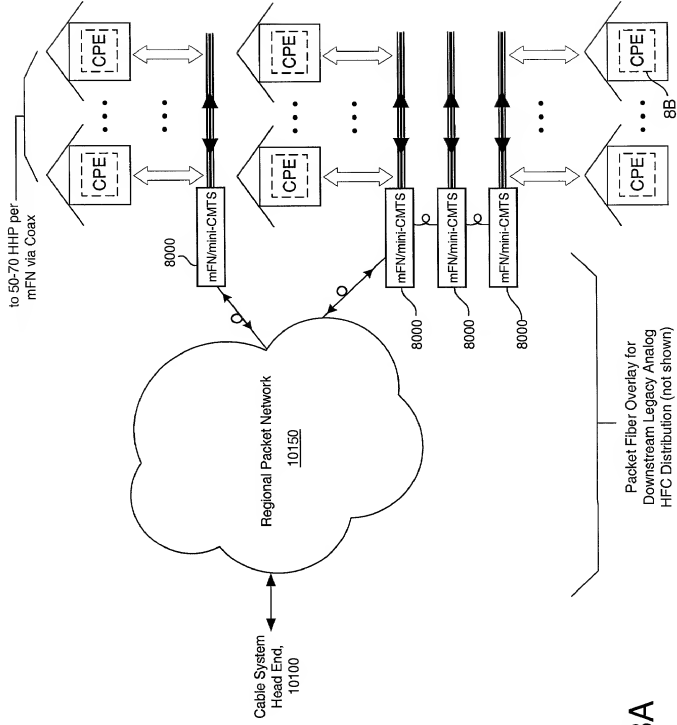 to 50-70 HHP per
mFN via Coax
CPE
CPE
8000
mFN/mini-CMTS
CPE
CPE
mFN/mini-CMTS
8000
mFN/mini-CMTS
8000
mFN/mini-CMTS
8000
CPE
CPE
8B
Regional Packet Network
10150
Cable System
Head End,
10100
Packet Fiber Overlay for
Downstream Legacy Analog
HFC Distribution (not shown)